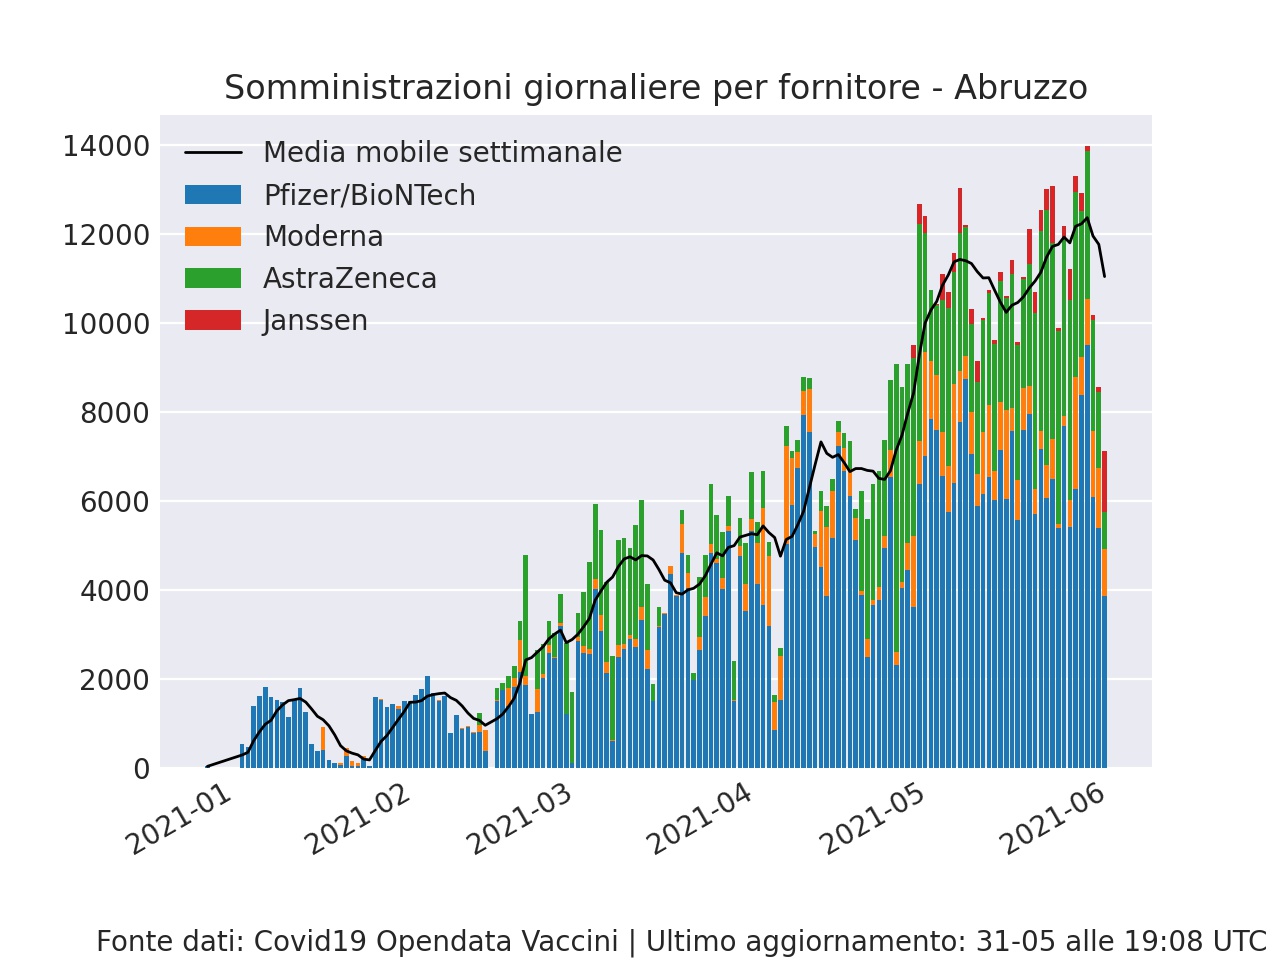 Somministrazioni giornaliere per fornitore - Abruzzo
14000
12000
10000
8000
6000
4000
2000
0
Media mobile settimanale
Pfizer/BioNTech
Moderna
AstraZeneca
Janssen
2021-01
2021-02
2021-03
2021-04
2021-05
2021-06
Fonte dati: Covid19 Opendata Vaccini | Ultimo aggiornamento: 31-05 alle 19:08 UTC